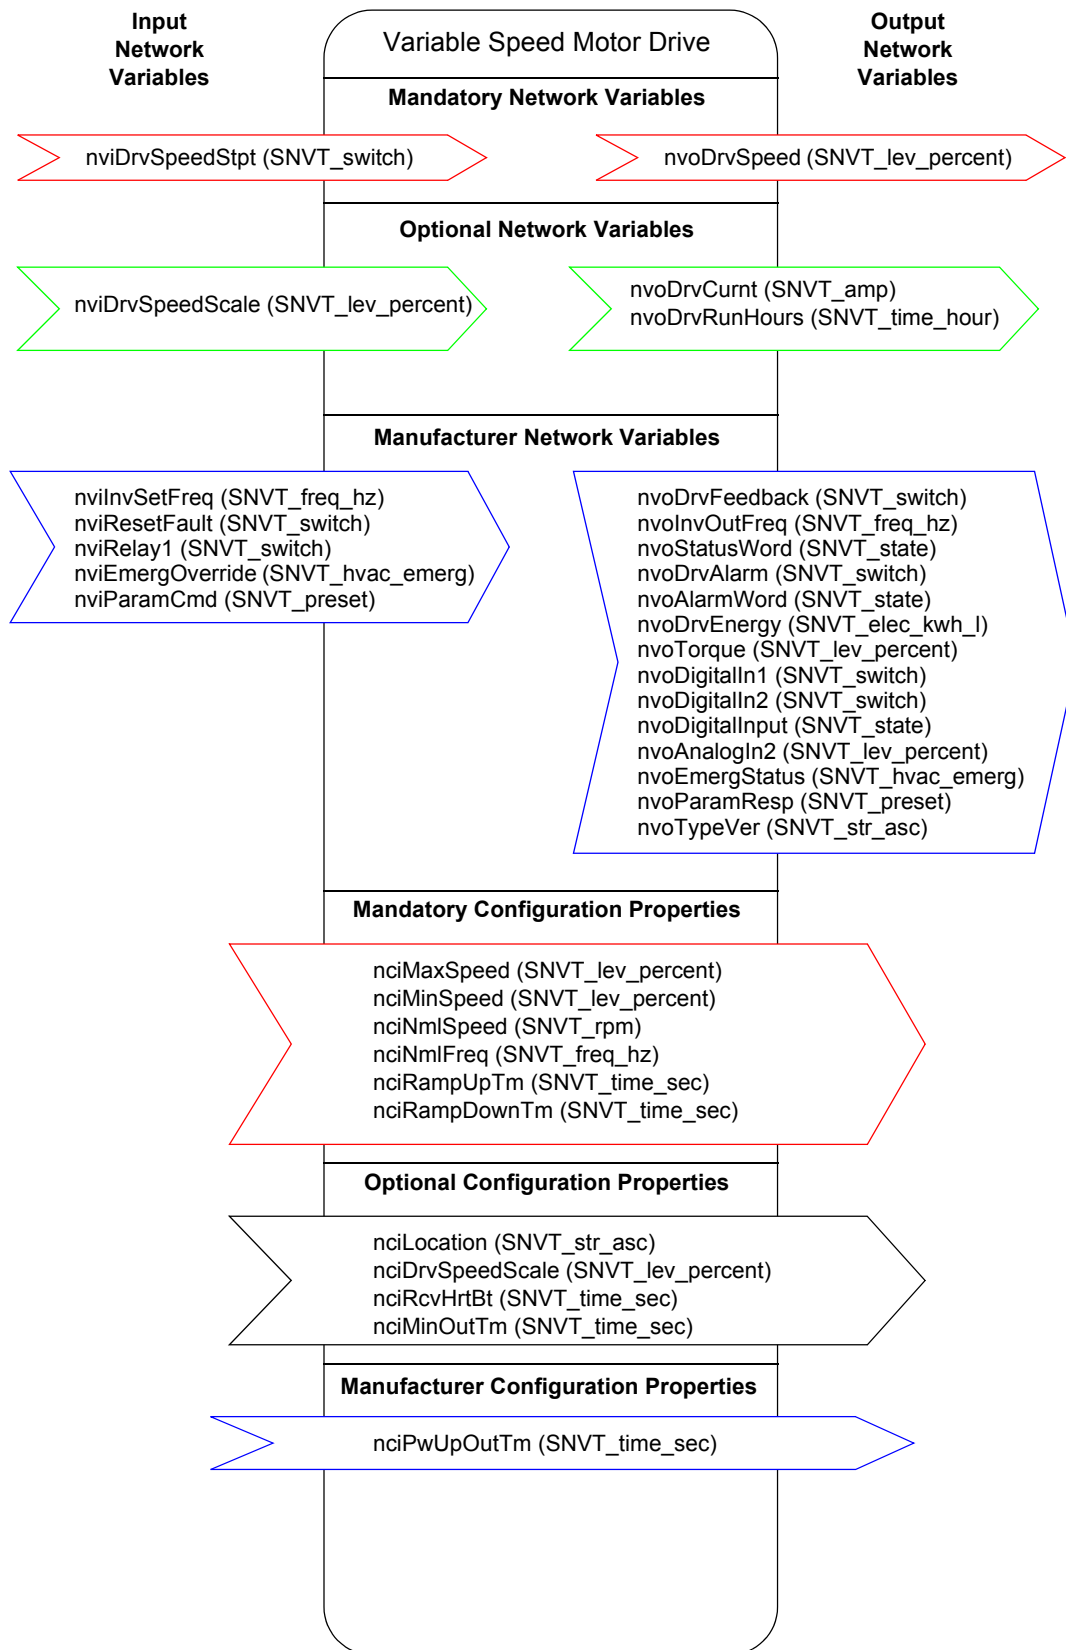 Input
Network
Variables
Variable Speed Motor Drive
Output
Network
Variables
Mandatory Network Variables
nviDrvSpeedStpt (SNVT_switch)
nvoDrvSpeed (SNVT_lev_percent)
Optional Network Variables
nviDrvSpeedScale (SNVT_lev_percent)
nvoDrvCurnt (SNVT_amp)
nvoDrvRunHours (SNVT_time_hour)
Manufacturer Network Variables
nviInvSetFreq (SNVT_freq_hz)
nviResetFault (SNVT_switch)
nviRelay1 (SNVT_switch)
nviEmergOverride (SNVT_hvac_emerg)
nviParamCmd (SNVT_preset)
nvoDrvFeedback (SNVT_switch)
nvoInvOutFreq (SNVT_freq_hz)
nvoStatusWord (SNVT_state)
nvoDrvAlarm (SNVT_switch)
nvoAlarmWord (SNVT_state)
nvoDrvEnergy (SNVT_elec_kwh_l)
nvoTorque (SNVT_lev_percent)
nvoDigitalIn1 (SNVT_switch)
nvoDigitalIn2 (SNVT_switch)
nvoDigitalInput (SNVT_state)
nvoAnalogIn2 (SNVT_lev_percent)
nvoEmergStatus (SNVT_hvac_emerg)
nvoParamResp (SNVT_preset)
nvoTypeVer (SNVT_str_asc)
Mandatory Configuration Properties
nciMaxSpeed (SNVT_lev_percent)
nciMinSpeed (SNVT_lev_percent)
nciNmlSpeed (SNVT_rpm)
nciNmlFreq (SNVT_freq_hz)
nciRampUpTm (SNVT_time_sec)
nciRampDownTm (SNVT_time_sec)
Optional Configuration Properties
nciLocation (SNVT_str_asc)
nciDrvSpeedScale (SNVT_lev_percent)
nciRcvHrtBt (SNVT_time_sec)
nciMinOutTm (SNVT_time_sec)
Manufacturer Configuration Properties
nciPwUpOutTm (SNVT_time_sec)